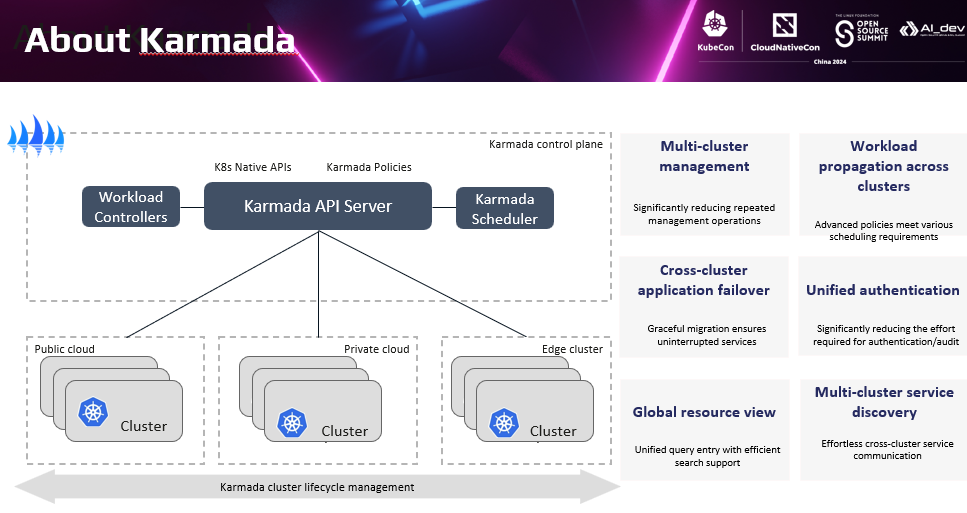 About Karmada
KubeCon
CloudNativeCon
THE LINUX FOUNDATION
OPEN
SOURCE
SUMMIT
AI_dev
China 2024
Karmada control plane
K8s Native APIs
Karmada Policies
Workload
Controllers
Karmada API Server
Karmada
Scheduler
Public cloud
Cluster
Private cloud
Cluster
Edge cluster
Cluster
Karmada cluster lifecycle management
Multi-cluster
management
Significantly reducing repeated
management operations
Workload
propagation across
clusters
Advanced policies meet various
scheduling requirements
Cross-cluster
application failover
Graceful migration ensures
uninterrupted services
Unified authentication
Significantly reducing the effort
required for authentication/audit
Global resource view
Unified query entry with efficient
search support
Multi-cluster service
discovery
Effortless cross-cluster service
communication